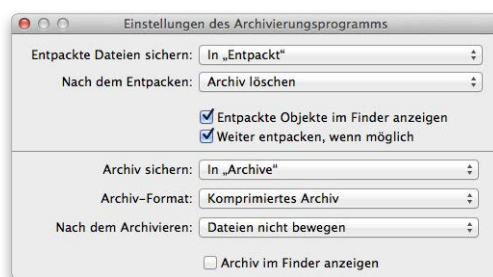 Einstellungen des Archivierungsprogramms
Entpackte Dateien sichern: In „Entpackt“
Nach dem Entpacken: Archiv löschen
Entpackte Objekte im Finder anzeigen
Weiter entpacken, wenn möglich
Archiv sichern: In „Archive“
Archiv-Format: Komprimiertes Archiv
Nach dem Archivieren: Dateien nicht bewegen
Archiv im Finder anzeigen